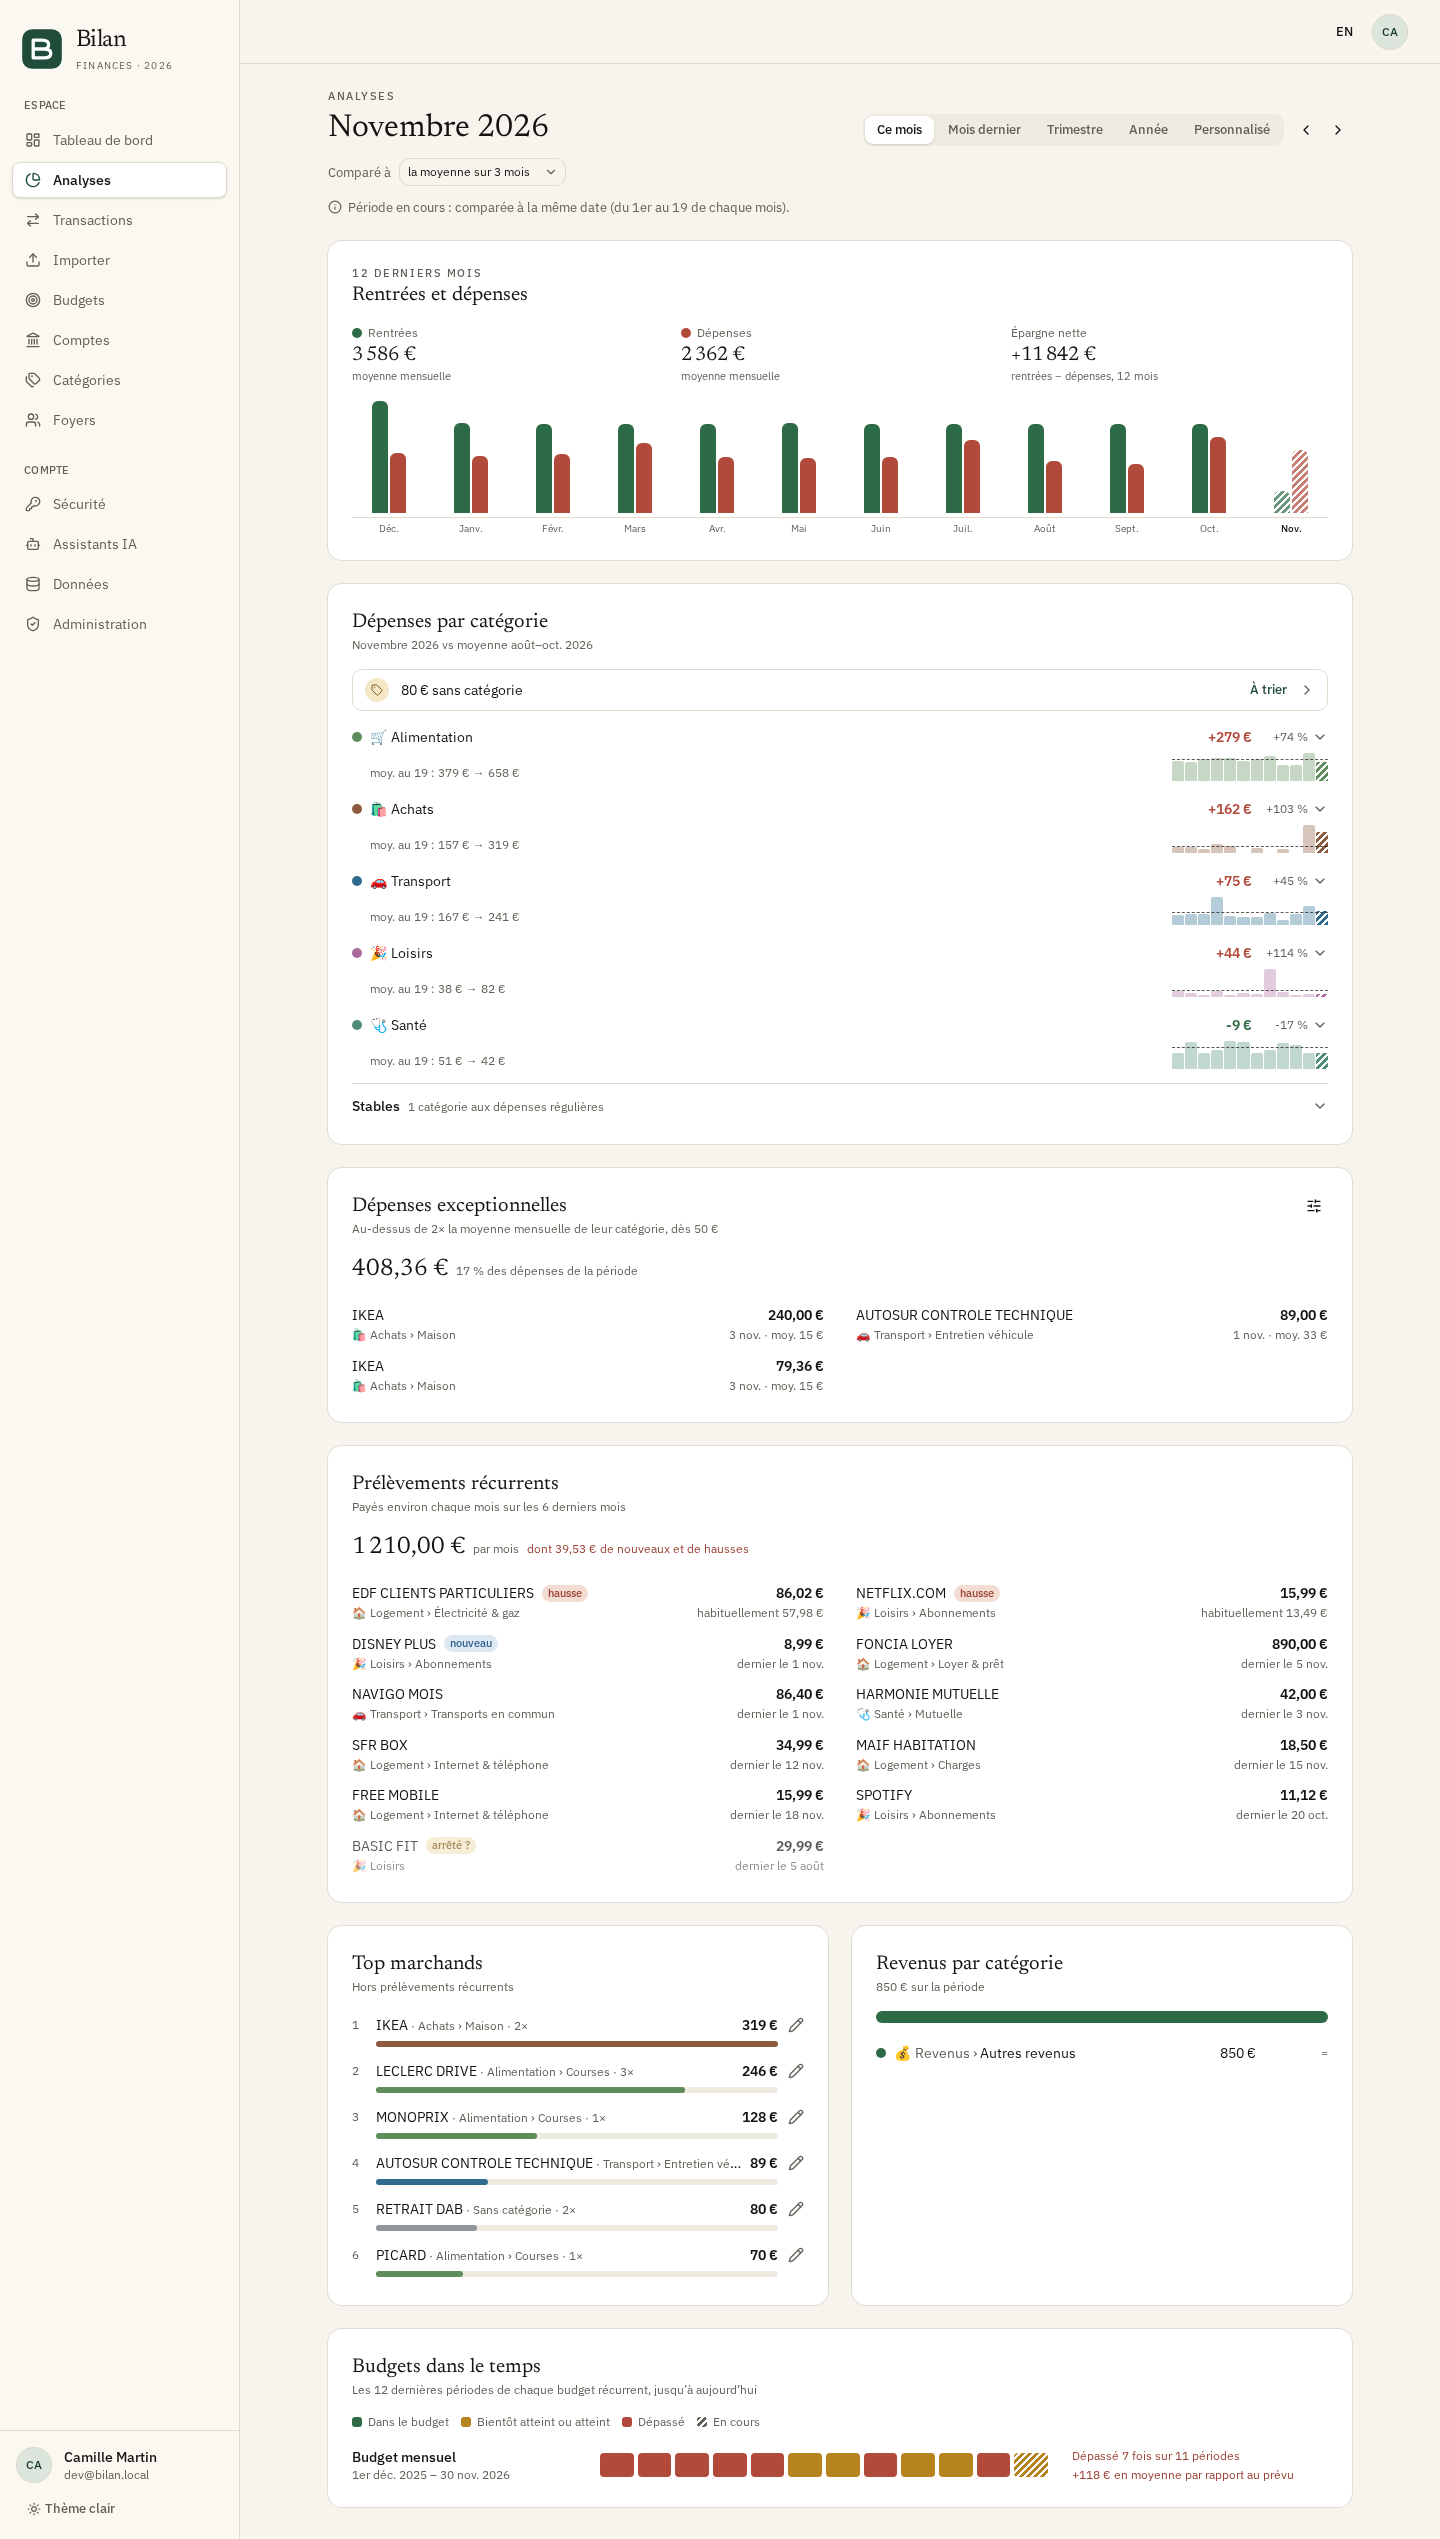 Bilan
FINANCES · 2026
ESPACE
Tableau de bord
Analyses
Transactions
Importer
Budgets
Comptes
Catégories
Foyers
COMPTE
Sécurité
Assistants IA
Données
Administration
CA
Camille Martin
dev@bilan.local
Thème clair
EN
CA
ANALYSES
Novembre 2026
Ce mois
Mois dernier
Trimestre
Année
Personnalisé
Comparé à
la moyenne sur 3 mois
Période en cours : comparée à la même date (du 1er au 19 de chaque mois).
12 DERNIERS MOIS
Rentrées et dépenses
Rentrées
3 586 €
moyenne mensuelle
Dépenses
2 362 €
moyenne mensuelle
Épargne nette
+11 842 €
rentrées − dépenses, 12 mois
Déc. Janv. Févr. Mars Avr. Mai Juin Juil. Août Sept. Oct. Nov.
Dépenses par catégorie
Novembre 2026 vs moyenne août–oct. 2026
80 € sans catégorie
À trier
Alimentation +279 € +74 %
moy. au 19 : 379 € → 658 €
Achats +162 € +103 %
moy. au 19 : 157 € → 319 €
Transport +75 € +45 %
moy. au 19 : 167 € → 241 €
Loisirs +44 € +114 %
moy. au 19 : 38 € → 82 €
Santé -9 € -17 %
moy. au 19 : 51 € → 42 €
Stables 1 catégorie aux dépenses régulières
Dépenses exceptionnelles
Au-dessus de 2× la moyenne mensuelle de leur catégorie, dès 50 €
408,36 € 17 % des dépenses de la période
IKEA 240,00 €
Achats › Maison 3 nov. · moy. 15 €
AUTOSUR CONTROLE TECHNIQUE 89,00 €
Transport › Entretien véhicule 1 nov. · moy. 33 €
IKEA 79,36 €
Achats › Maison 3 nov. · moy. 15 €
Prélèvements récurrents
Payés environ chaque mois sur les 6 derniers mois
1 210,00 € par mois dont 39,53 € de nouveaux et de hausses
EDF CLIENTS PARTICULIERS hausse 86,02 €
Logement › Électricité & gaz habituellement 57,98 €
NETFLIX.COM hausse 15,99 €
Loisirs › Abonnements habituellement 13,49 €
DISNEY PLUS nouveau 8,99 €
Loisirs › Abonnements dernier le 1 nov.
FONCIA LOYER 890,00 €
Logement › Loyer & prêt dernier le 5 nov.
NAVIGO MOIS 86,40 €
Transport › Transports en commun dernier le 1 nov.
HARMONIE MUTUELLE 42,00 €
Santé › Mutuelle dernier le 3 nov.
SFR BOX 34,99 €
Logement › Internet & téléphone dernier le 12 nov.
MAIF HABITATION 18,50 €
Logement › Charges dernier le 15 nov.
FREE MOBILE 15,99 €
Logement › Internet & téléphone dernier le 18 nov.
SPOTIFY 11,12 €
Loisirs › Abonnements dernier le 20 oct.
BASIC FIT arrêté ? 29,99 €
Loisirs dernier le 5 août
Top marchands
Hors prélèvements récurrents
1 IKEA · Achats › Maison · 2× 319 €
2 LECLERC DRIVE · Alimentation › Courses · 3× 246 €
3 MONOPRIX · Alimentation › Courses · 1× 128 €
4 AUTOSUR CONTROLE TECHNIQUE · Transport › Entretien vé… 89 €
5 RETRAIT DAB · Sans catégorie · 2× 80 €
6 PICARD · Alimentation › Courses · 1× 70 €
Revenus par catégorie
850 € sur la période
Revenus › Autres revenus 850 € =
Budgets dans le temps
Les 12 dernières périodes de chaque budget récurrent, jusqu’à aujourd’hui
Dans le budget Bientôt atteint ou atteint Dépassé En cours
Budget mensuel
1er déc. 2025 – 30 nov. 2026
Dépassé 7 fois sur 11 périodes
+118 € en moyenne par rapport au prévu